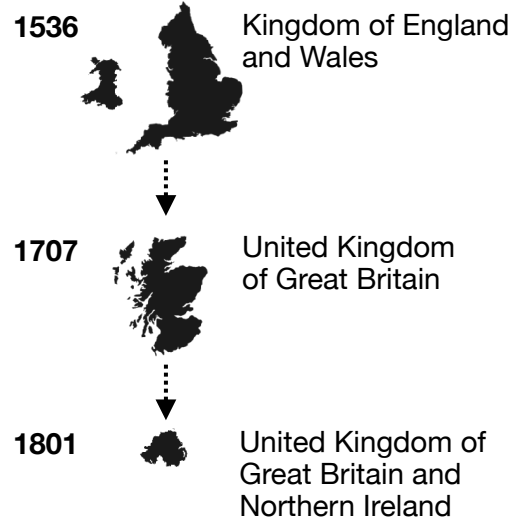 1536
Kingdom of England
and Wales
1707
United Kingdom
of Great Britain
1801
United Kingdom of
Great Britain and
Northern Ireland